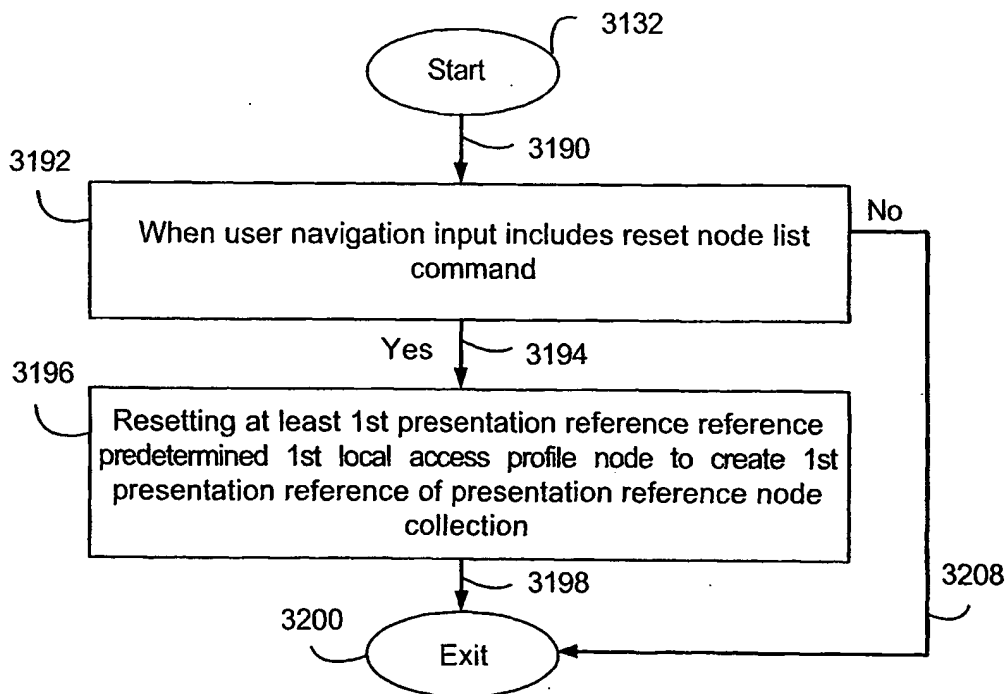 3132
Start
3190
3192
No
When user navigation input includes reset node list
command
Yes
3194
3196
Resetting at least 1st presentation reference reference
predetermined 1st local access profile node to create 1st
presentation reference of presentation reference node
collection
3198
3208
3200
Exit